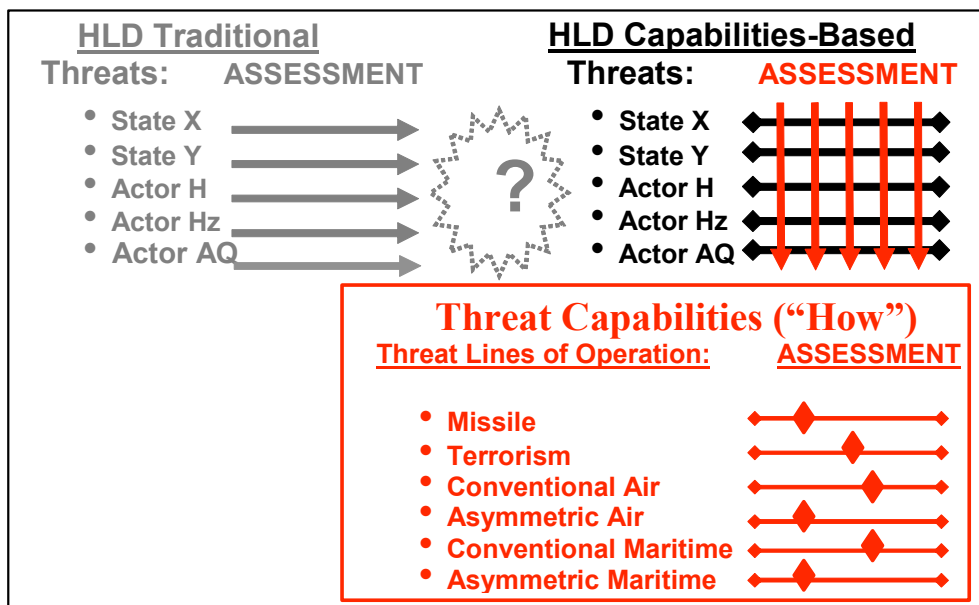 HLD Traditional
Threats: ASSESSMENT
• State X
• State Y
• Actor H
• Actor Hz
• Actor AQ
?
HLD Capabilities-Based
Threats: ASSESSMENT
• State X
• State Y
• Actor H
• Actor Hz
• Actor AQ
Threat Capabilities (“How”)
Threat Lines of Operation: ASSESSMENT
• Missile
• Terrorism
• Conventional Air
• Asymmetric Air
• Conventional Maritime
• Asymmetric Maritime